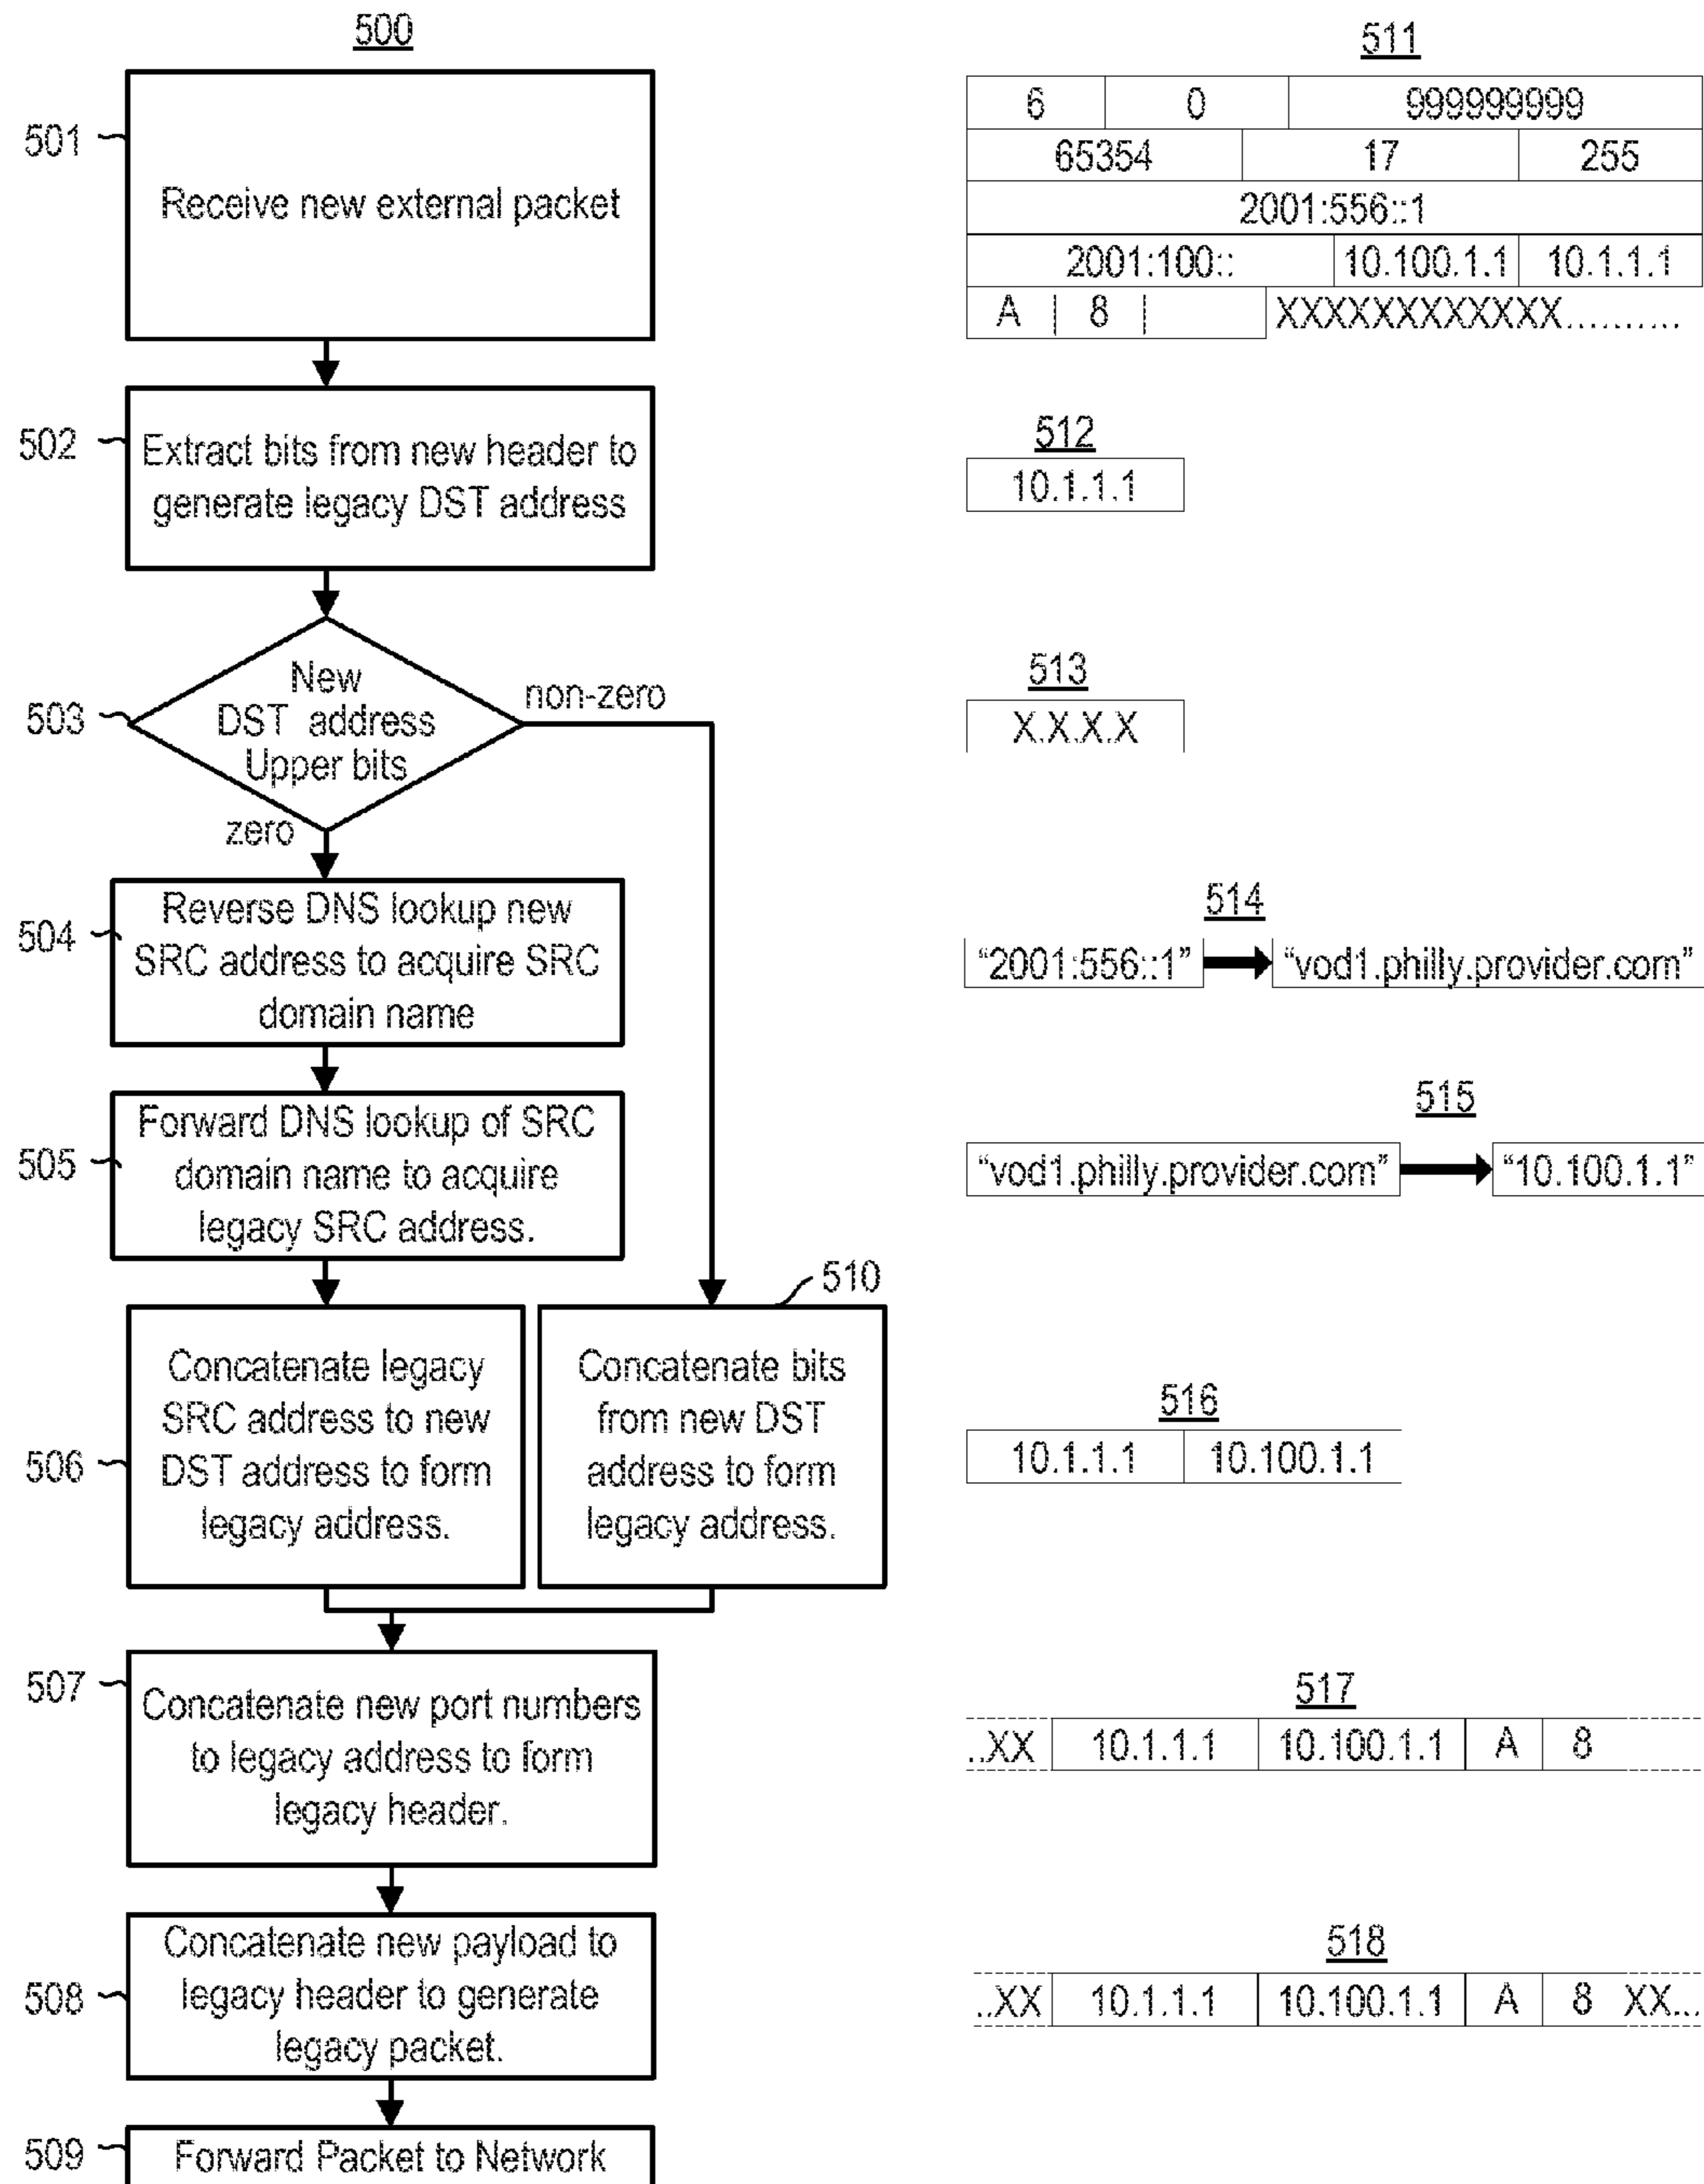 500
501
Receive new external packet
502
Extract bits from new header to
generate legacy DST address
503
New
DST address
Upper bits
non-zero
zero
504
Reverse DNS lookup new
SRC address to acquire SRC
domain name
505
Forward DNS lookup of SRC
domain name to acquire
legacy SRC address.
506
Concatenate legacy
SRC address to new
DST address to form
legacy address.
510
Concatenate bits
from new DST
address to form
legacy address.
507
Concatenate new port numbers
to legacy address to form
legacy header.
508
Concatenate new payload to
legacy header to generate
legacy packet.
509
Forward Packet to Network
511
6 0 999999999
65354 17 255
2001:556::1
2001:100:: 10.100.1.1 10.1.1.1
A | 8 | XXXXXXXXXXXX..........
512
10.1.1.1
513
X.X.X.X
514
“2001:556::1” “vod1.philly.provider.com”
515
“vod1.philly.provider.com” “10.100.1.1”
516
10.1.1.1 10.100.1.1
517
..XX 10.1.1.1 10.100.1.1 A 8
518
..XX 10.1.1.1 10.100.1.1 A 8 XX...